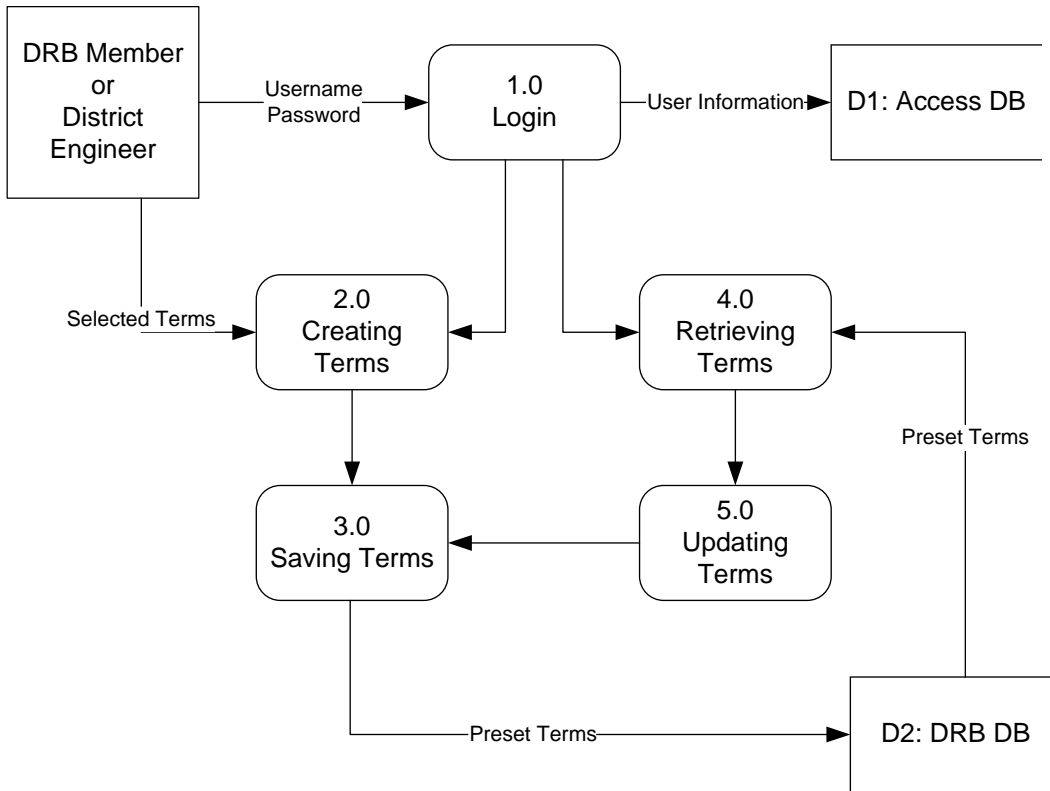 DRB Member
or
District
Engineer
Username
Password
1.0
Login
User Information
D1: Access DB
Selected Terms
2.0
Creating
Terms
4.0
Retrieving
Terms
Preset Terms
3.0
Saving Terms
5.0
Updating
Terms
Preset Terms
D2: DRB DB